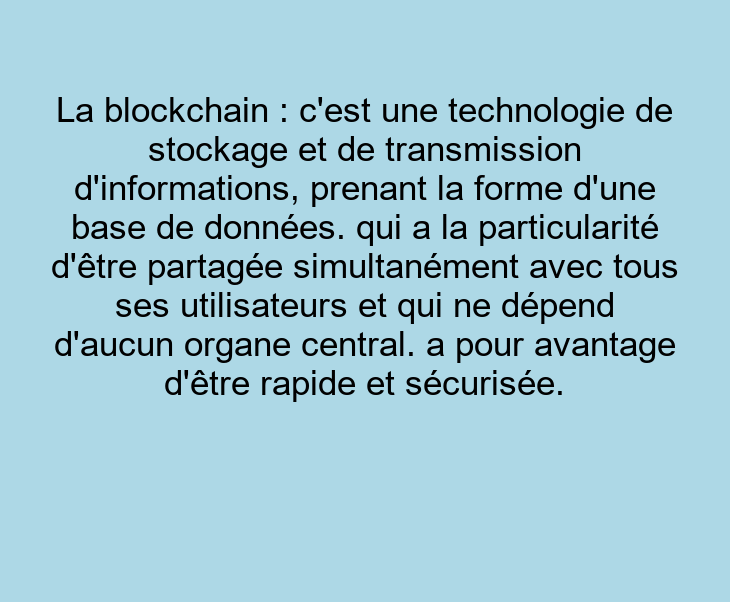 La blockchain : c'est une technologie de
stockage et de transmission
d'informations, prenant la forme d'une
base de données. qui a la particularité
d'être partagée simultanément avec tous
ses utilisateurs et qui ne dépend
d'aucun organe central. a pour avantage
d'être rapide et sécurisée.